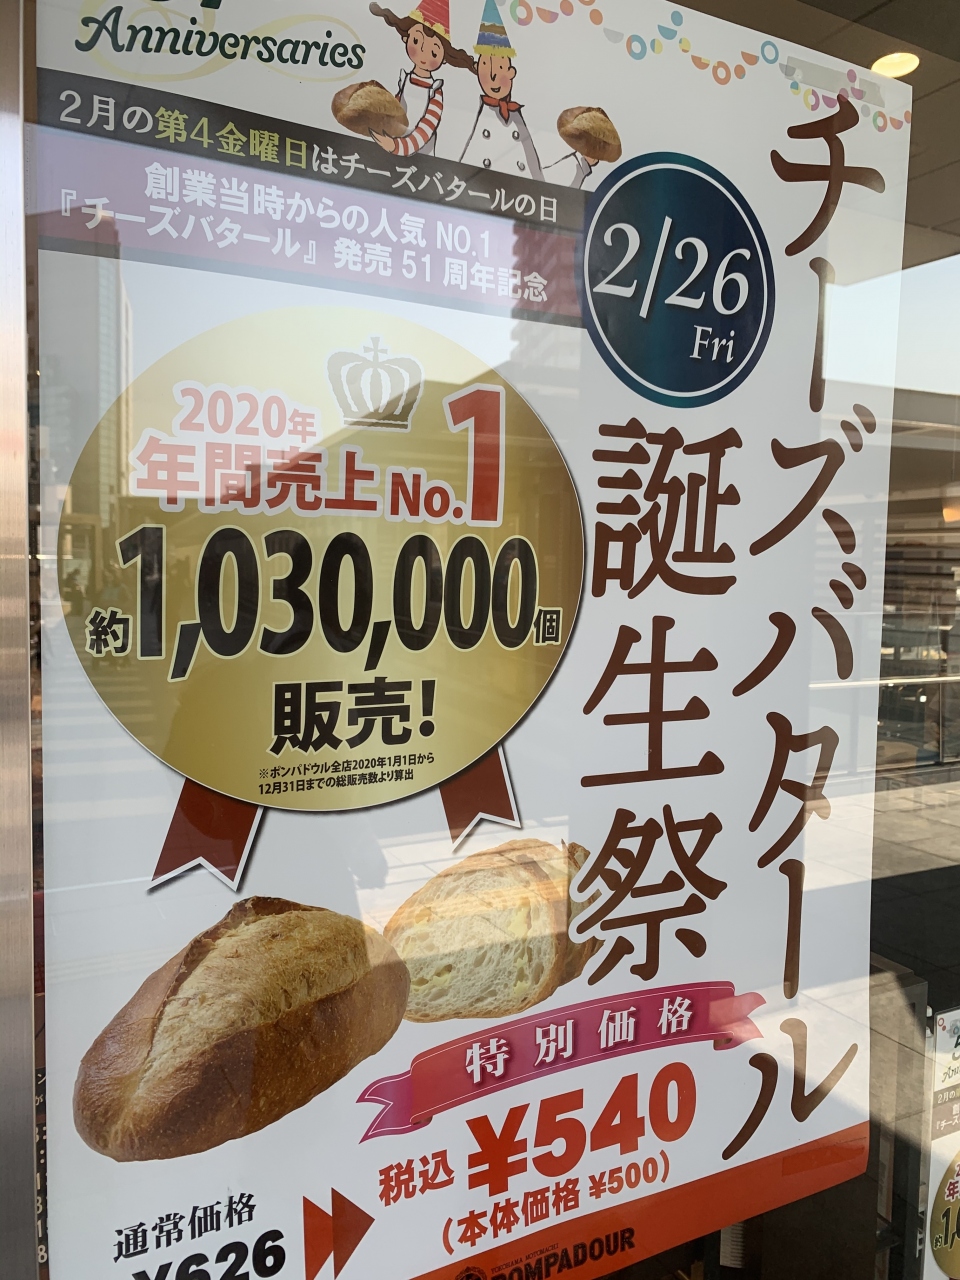 Anniversaries
2月の第4金曜日はチーズバタールの日
創業当時からの人気 NO.1
『チーズバタール』発売 51 周年記念
2/26
Fri
チーズバタール
誕生祭
2020年
年間売上 No.1
約1,030,000個
販売!
※ポンパドウル全店2020年1月1日から
12月31日までの総販売数より算出
特別価格
税込 ¥540
(本体価格 ¥500)
通常価格
¥626
YOKOHAMA MOTOMACHI
POMPADOUR